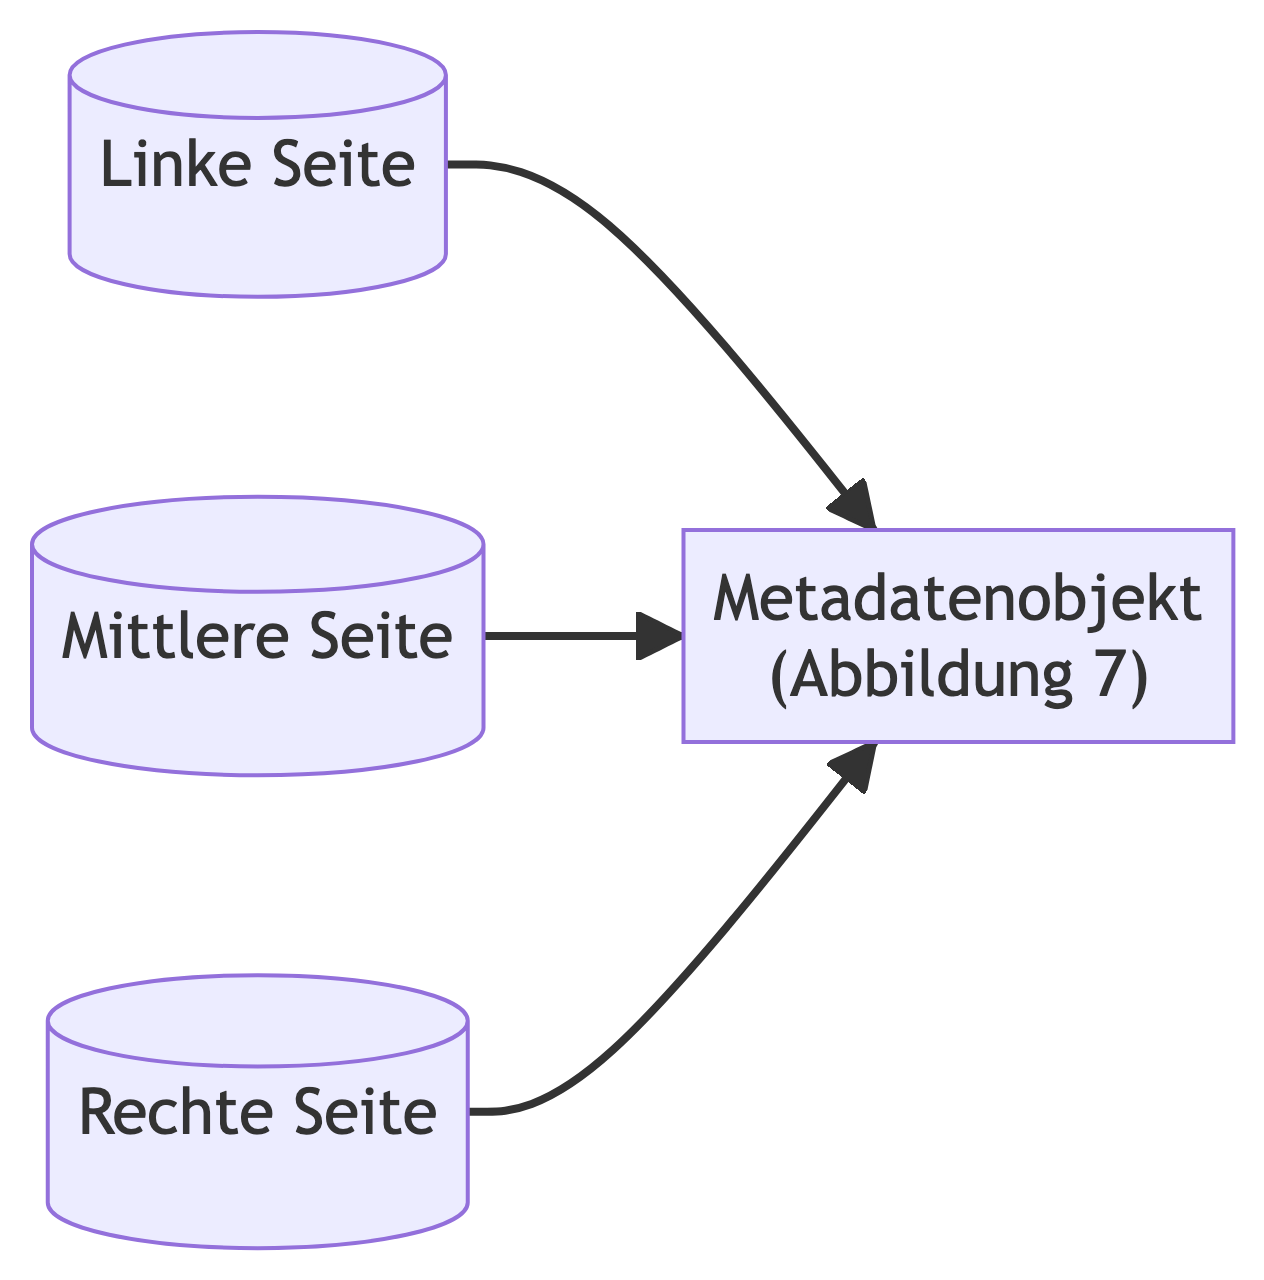 Linke Seite
Mittlere Seite
Metadatenobjekt
(Abbildung 7)
Rechte Seite